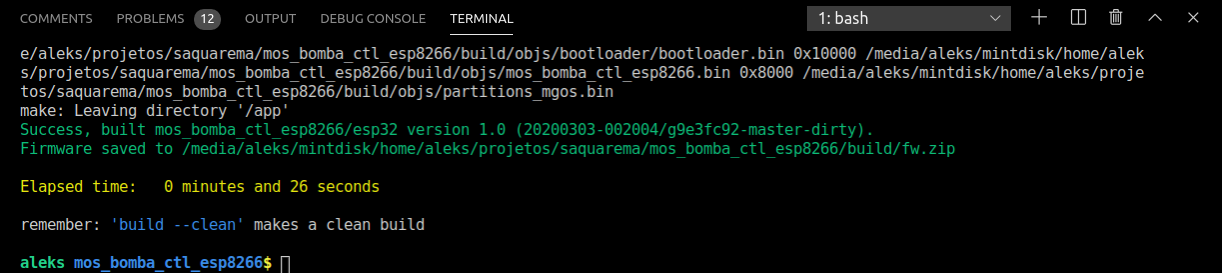 COMMENTS PROBLEMS 12 OUTPUT DEBUG CONSOLE TERMINAL 1: bash
e/aleks/projetos/saquarema/mos_bomba_ctl_esp8266/build/objs/bootloader/bootloader.bin 0x10000 /media/aleks/mintdisk/home/alek
s/projetos/saquarema/mos_bomba_ctl_esp8266/build/objs/mos_bomba_ctl_esp8266.bin 0x8000 /media/aleks/mintdisk/home/aleks/proje
tos/saquarema/mos_bomba_ctl_esp8266/build/objs/partitions_mgos.bin
make: Leaving directory '/app'
Success, built mos_bomba_ctl_esp8266/esp32 version 1.0 (20200303-002004/g9e3fc92-master-dirty).
Firmware saved to /media/aleks/mintdisk/home/aleks/projetos/saquarema/mos_bomba_ctl_esp8266/build/fw.zip
Elapsed time:   0 minutes and 26 seconds
remember: 'build --clean' makes a clean build
aleks mos_bomba_ctl_esp8266$